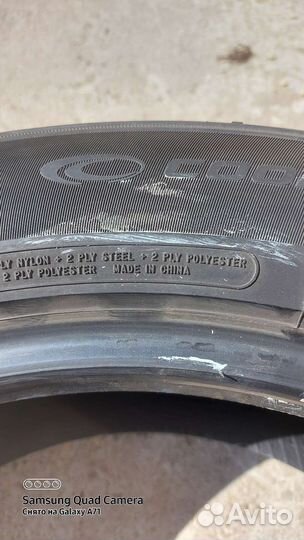 LY NYLON + 2 PLY STEEL + 2 PLY POLYESTER
2 PLY POLYESTER MADE IN CHINA
SAMSUNG QUAD CAMERA
Снято на Galaxy A71
Avito